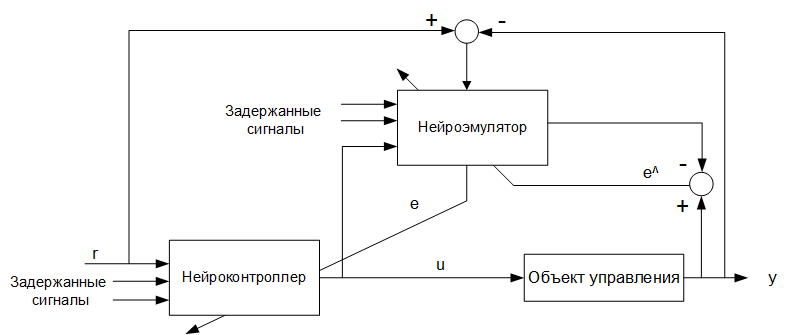 + -
Задержанные
сигналы
Нейроэмулятор
-
e^
+
e
r
Нейроконтроллер
u
Объект управления
y
Задержанные
сигналы